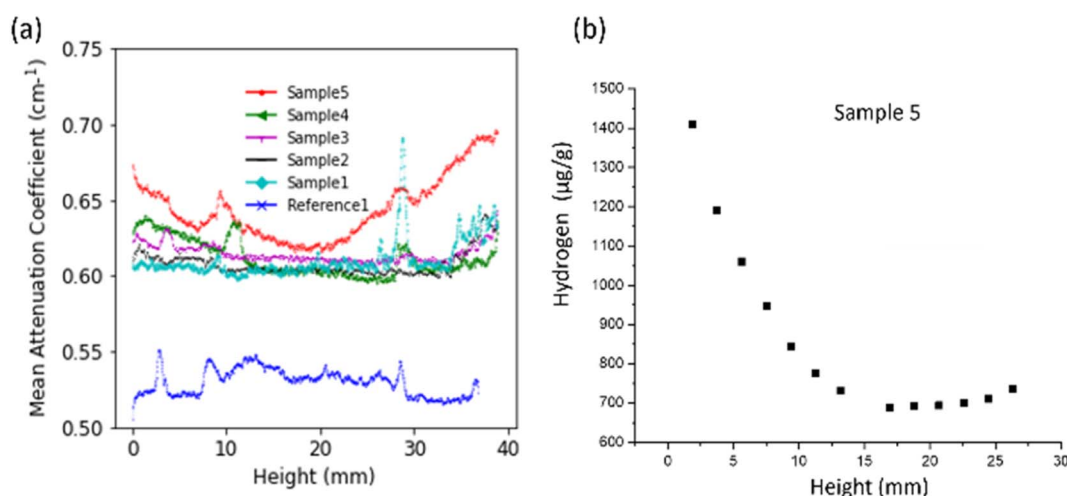 (a)
Mean Attenuation Coefficient (cm-1)
0.75
0.70
0.65
0.60
0.55
0.50
Sample5
Sample4
Sample3
Sample2
Sample1
Reference1
0 10 20 30 40
Height (mm)
(b)
Hydrogen (µg/g)
1500
1400
1300
1200
1100
1000
900
800
700
600
Sample 5
0 5 10 15 20 25 30
Height (mm)